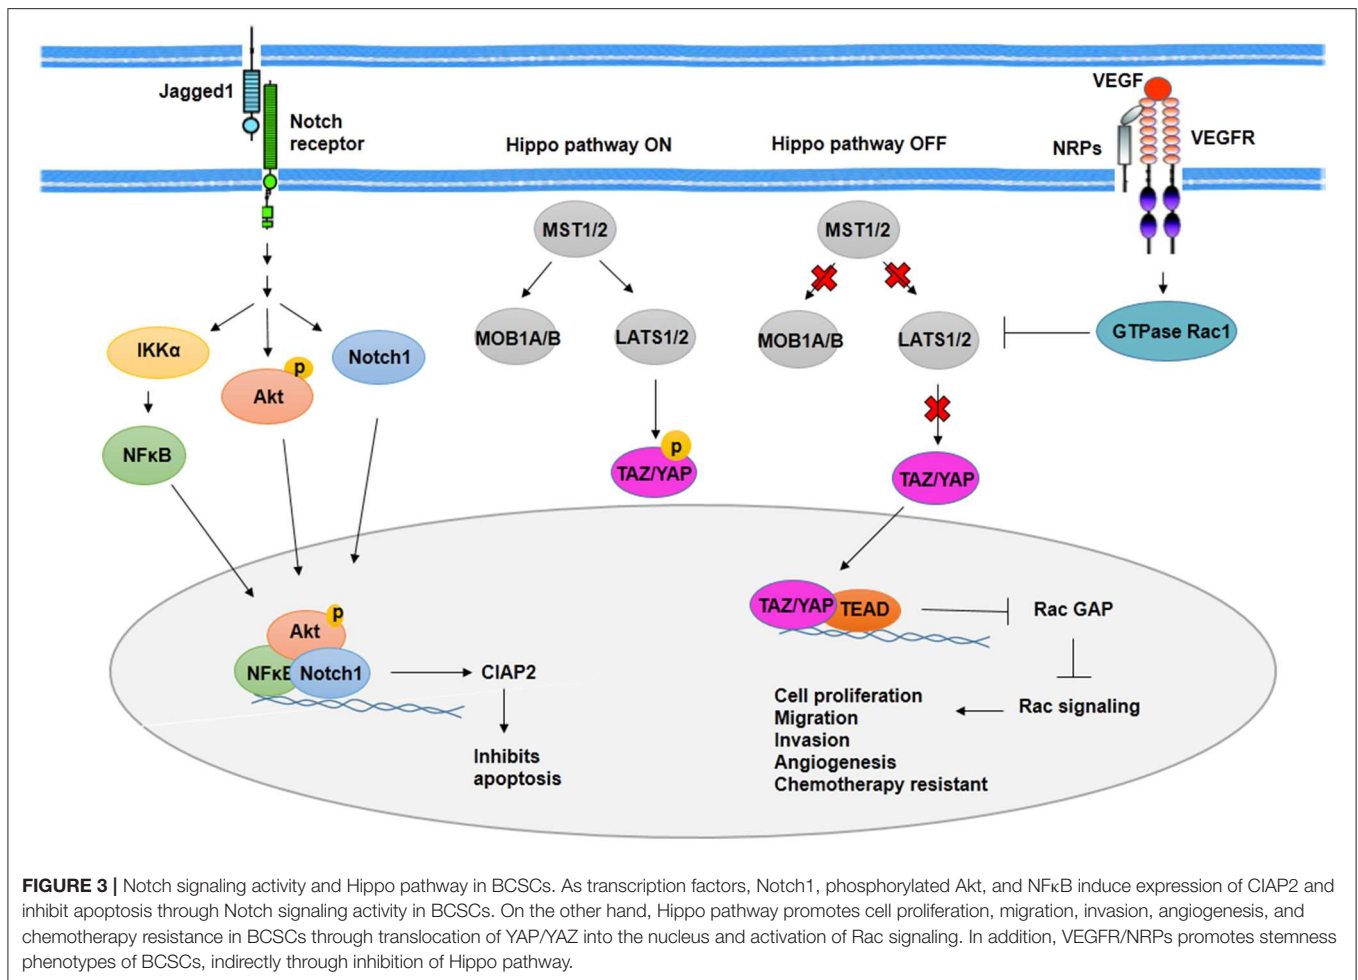 Jagged1
Notch
receptor
Hippo pathway ON
Hippo pathway OFF
VEGF
NRPs
VEGFR
MST1/2
MST1/2
MOB1A/B
LATS1/2
MOB1A/B
LATS1/2
GTPase Rac1
IKKα
p
Akt
Notch1
NFκB
p
TAZ/YAP
TAZ/YAP
p
Akt
NFκB
Notch1
CIAP2
Inhibits
apoptosis
TAZ/YAP
TEAD
Rac GAP
Rac signaling
Cell proliferation
Migration
Invasion
Angiogenesis
Chemotherapy resistant
FIGURE 3 | Notch signaling activity and Hippo pathway in BCSCs. As transcription factors, Notch1, phosphorylated Akt, and NFκB induce expression of CIAP2 and
inhibit apoptosis through Notch signaling activity in BCSCs. On the other hand, Hippo pathway promotes cell proliferation, migration, invasion, angiogenesis, and
chemotherapy resistance in BCSCs through translocation of YAP/YAZ into the nucleus and activation of Rac signaling. In addition, VEGFR/NRPs promotes stemness
phenotypes of BCSCs, indirectly through inhibition of Hippo pathway.